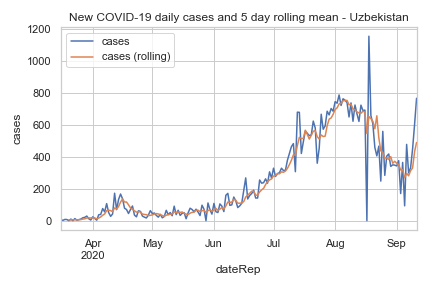 New COVID-19 daily cases and 5 day rolling mean - Uzbekistan
cases
cases (rolling)
1200
1000
800
600
400
200
0
cases
Apr
2020
May
Jun
Jul
Aug
Sep
dateRep